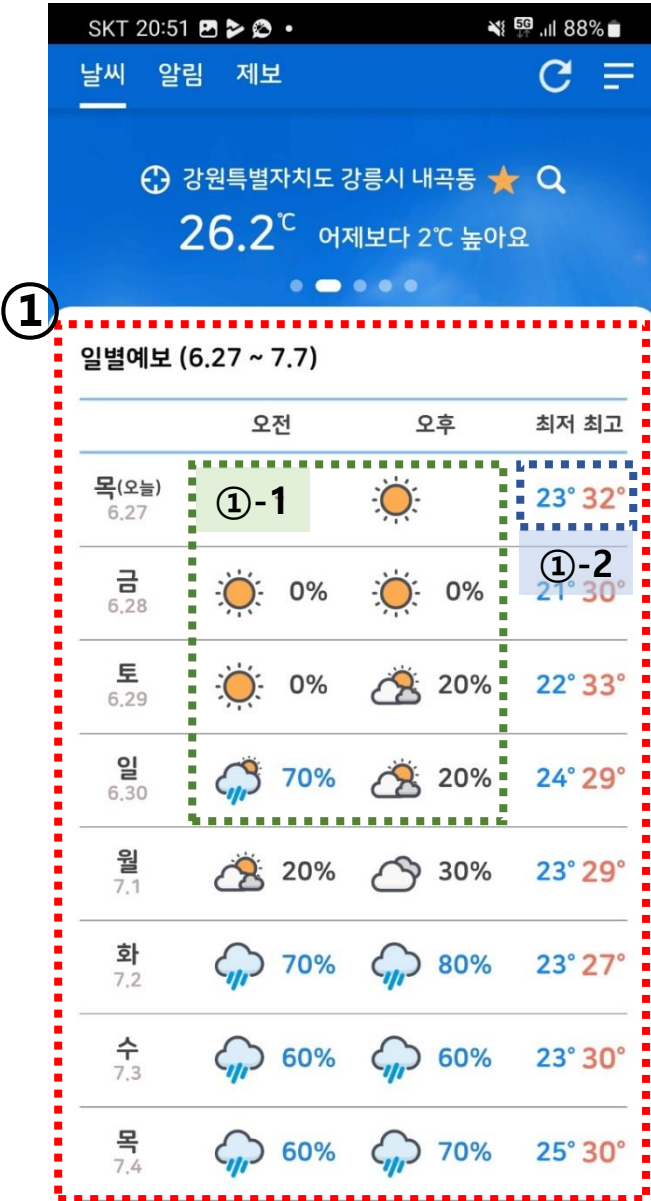 SKT 20:51 88%
날씨 알림 제보
강원특별자치도 강릉시 내곡동
26.2℃ 어제보다 2℃ 높아요
①
일별예보 (6.27 ~ 7.7)
오전 오후 최저 최고
목(오늘) ①-1 23° 32°
6.27
①-2
금 0% 0% 21° 30°
6.28
토 0% 20% 22° 33°
6.29
일 70% 20% 24° 29°
6.30
월 20% 30% 23° 29°
7.1
화 70% 80% 23° 27°
7.2
수 60% 60% 23° 30°
7.3
목 60% 70% 25° 30°
7.4